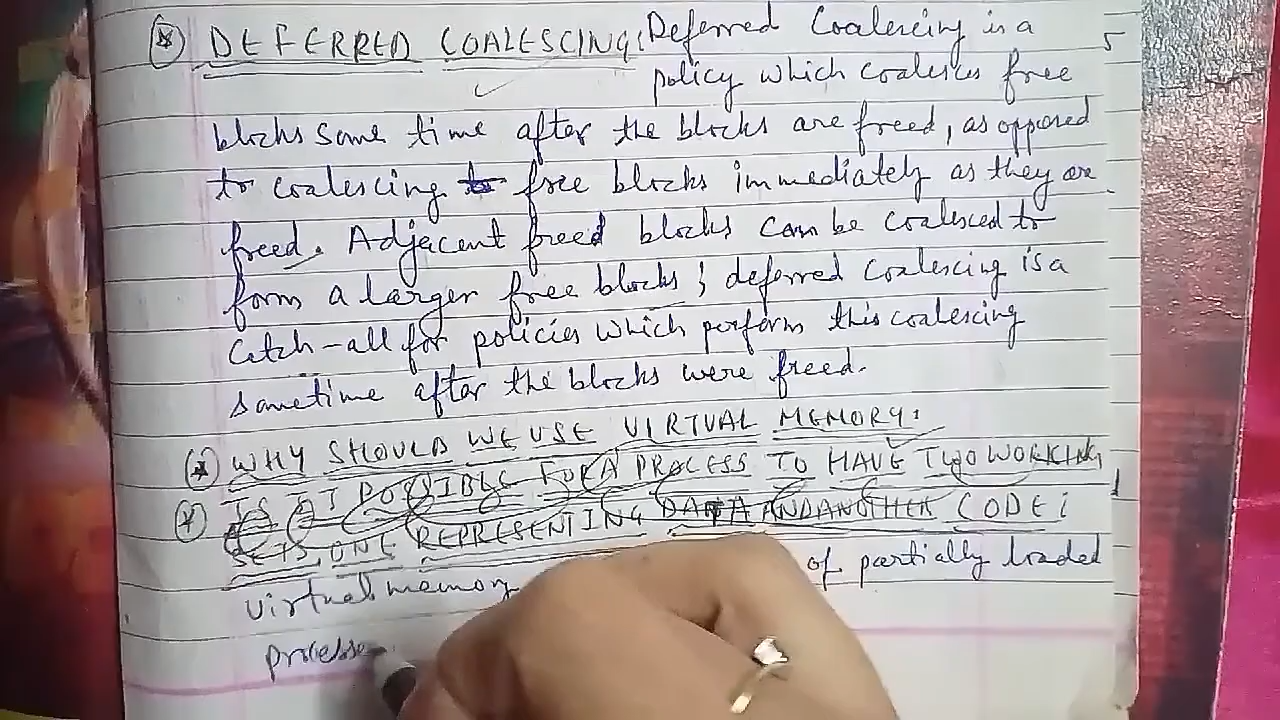 DEFERRED COALESCING: Deferred Coalescing is a 5
policy which coalesces free
blocks some time after the blocks are freed, as opposed
to coalescing to free blocks immediately as they are
freed. Adjacent freed blocks can be coalesced to
form a larger free blocks; deferred coalescing is a
catch-all for policies which perform this coalescing
sometime after the blocks were freed.
WHY SHOULD WE USE VIRTUAL MEMORY:
IS IT POSSIBLE FOR A PROCESS TO HAVE TWO WORKING
SETS ONE REPRESENTING DATA AND ANOTHER CODE:
virtual memory of partially loaded
processe